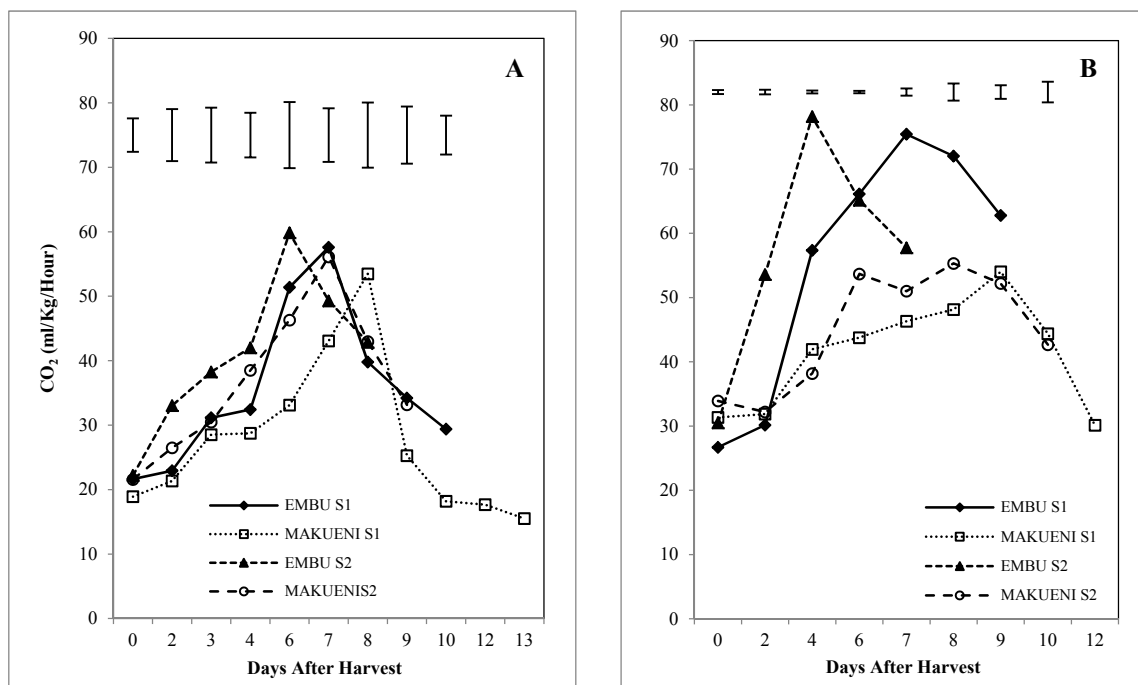 A
90
80
70
60
50
40
30
20
10
0
CO₂ (ml/Kg/Hour)
EMBU S1
MAKUENI S1
EMBU S2
MAKUENIS2
0 2 3 4 6 7 8 9 10 12 13
Days After Harvest
B
90
80
70
60
50
40
30
20
10
0
EMBU S1
MAKUENI S1
EMBU S2
MAKUENI S2
0 2 4 6 7 8 9 10 12
Days After Harvest